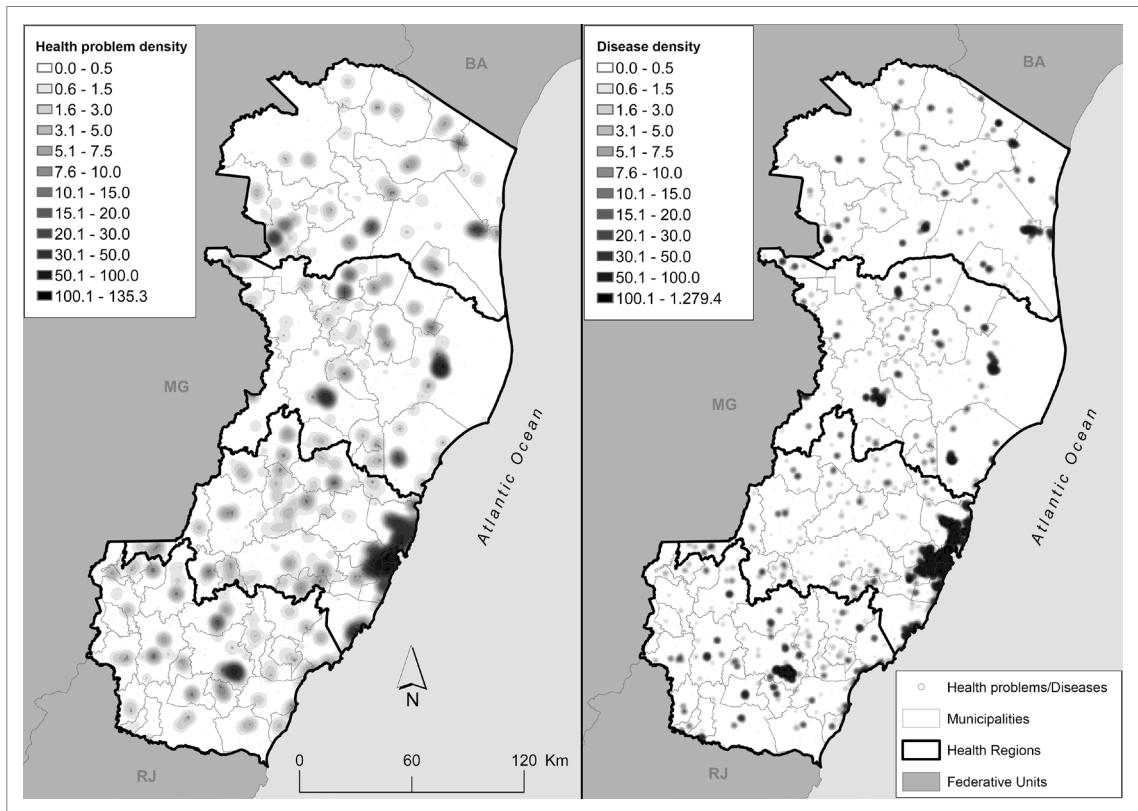 Health problem density
0.0 - 0.5
0.6 - 1.5
1.6 - 3.0
3.1 - 5.0
5.1 - 7.5
7.6 - 10.0
10.1 - 15.0
15.1 - 20.0
20.1 - 30.0
30.1 - 50.0
50.1 - 100.0
100.1 - 135.3
BA
MG
Atlantic Ocean
N
RJ
0 60 120 Km
Disease density
0.0 - 0.5
0.6 - 1.5
1.6 - 3.0
3.1 - 5.0
5.1 - 7.5
7.6 - 10.0
10.1 - 15.0
15.1 - 20.0
20.1 - 30.0
30.1 - 50.0
50.1 - 100.0
100.1 - 1.279.4
BA
MG
Atlantic Ocean
RJ
Health problems/Diseases
Municipalities
Health Regions
Federative Units